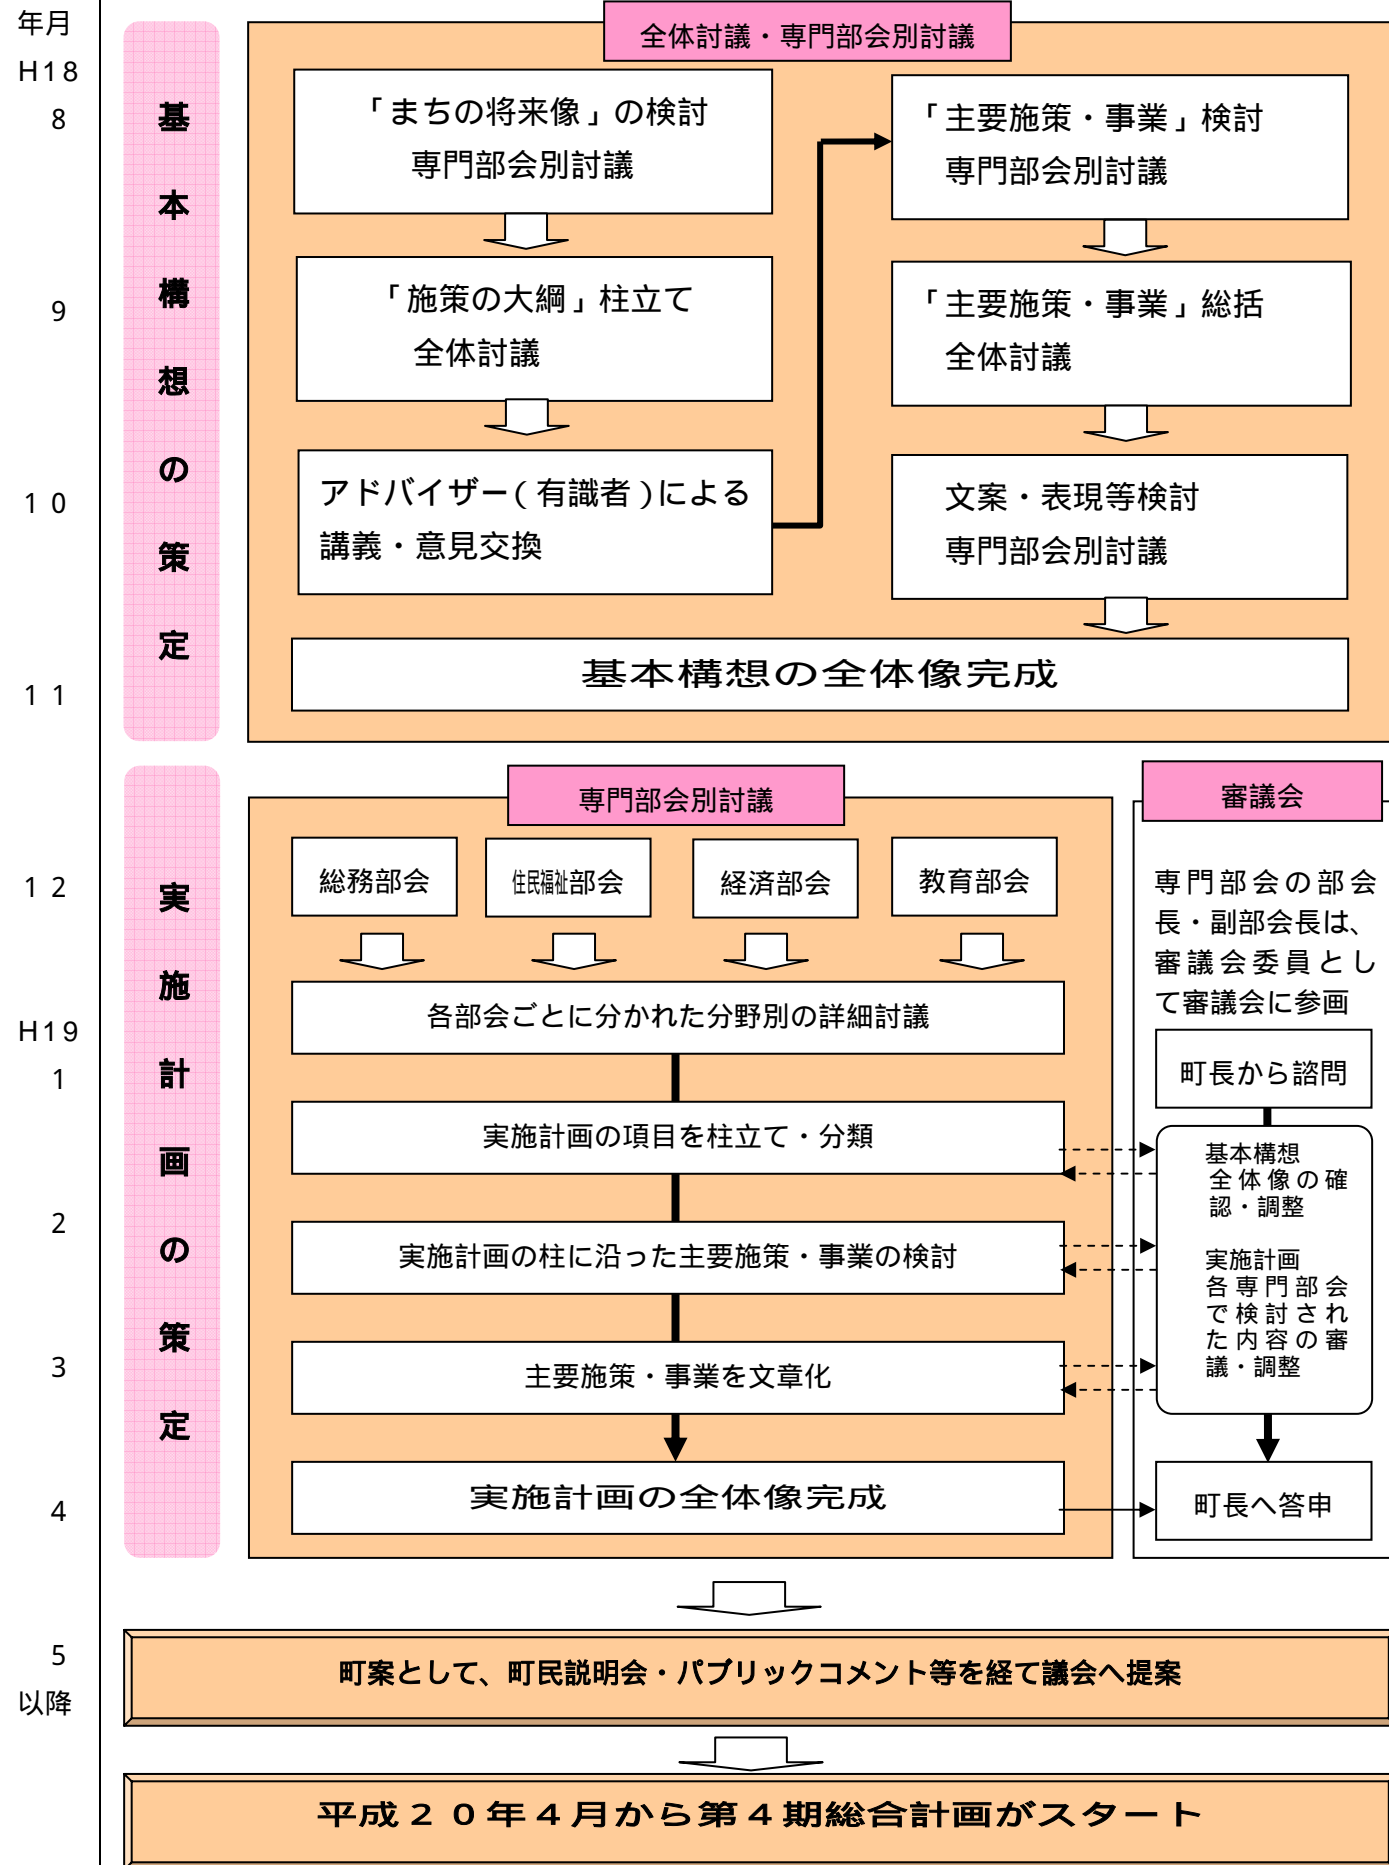 年月
H18
8
9
10
11
12
H19
1
2
3
4
5
以降
基本構想の策定
全体討議・専門部会別討議
「まちの将来像」の検討
専門部会別討議
「施策の大綱」柱立て
全体討議
アドバイザー(有識者)による
講義・意見交換
「主要施策・事業」検討
専門部会別討議
「主要施策・事業」総括
全体討議
文案・表現等検討
専門部会別討議
基本構想の全体像完成
実施計画の策定
専門部会別討議
総務部会
住民福祉部会
経済部会
教育部会
各部会ごとに分かれた分野別の詳細討議
実施計画の項目を柱立て・分類
実施計画の柱に沿った主要施策・事業の検討
主要施策・事業を文章化
実施計画の全体像完成
審議会
専門部会の部会
長・副部会長は、
審議会委員とし
て審議会に参画
町長から諮問
基本構想
全体像の確
認・調整
実施計画
各専門部会
で検討され
た内容の審
議・調整
町長へ答申
町案として、町民説明会・パブリックコメント等を経て議会へ提案
平成20年4月から第4期総合計画がスタート